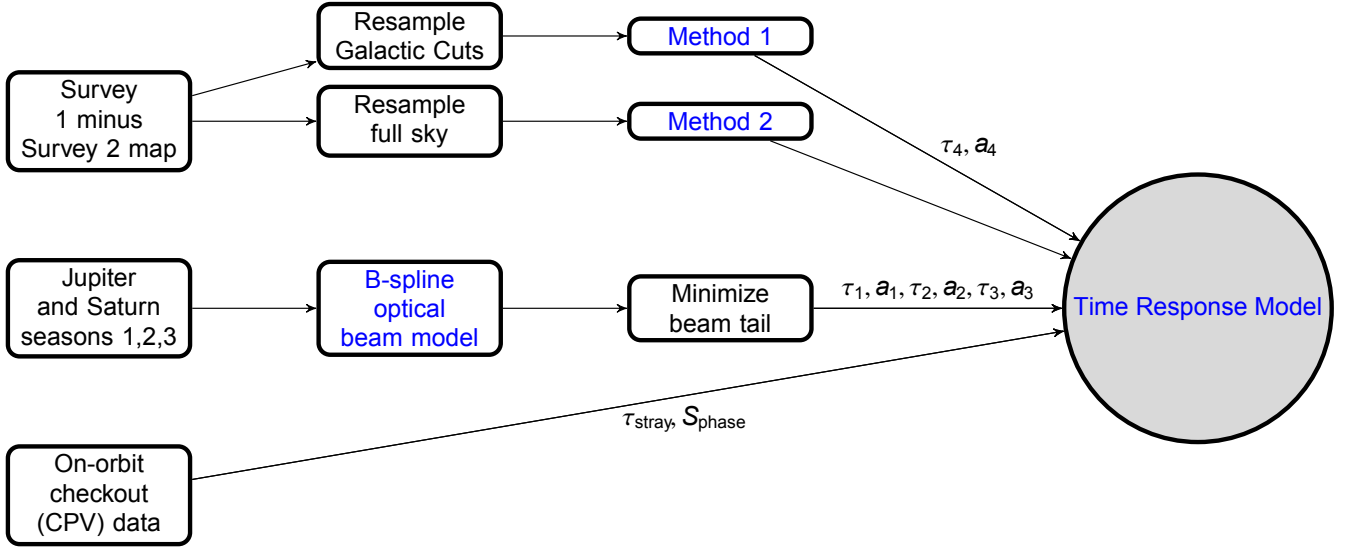 Resample
Galactic Cuts
Method 1
Survey
1 minus
Survey 2 map
Resample
full sky
Method 2
τ₄, a₄
Jupiter
and Saturn
seasons 1,2,3
B-spline
optical
beam model
Minimize
beam tail
τ₁, a₁, τ₂, a₂, τ₃, a₃
Time Response Model
τstray, Sphase
On-orbit
checkout
(CPV) data